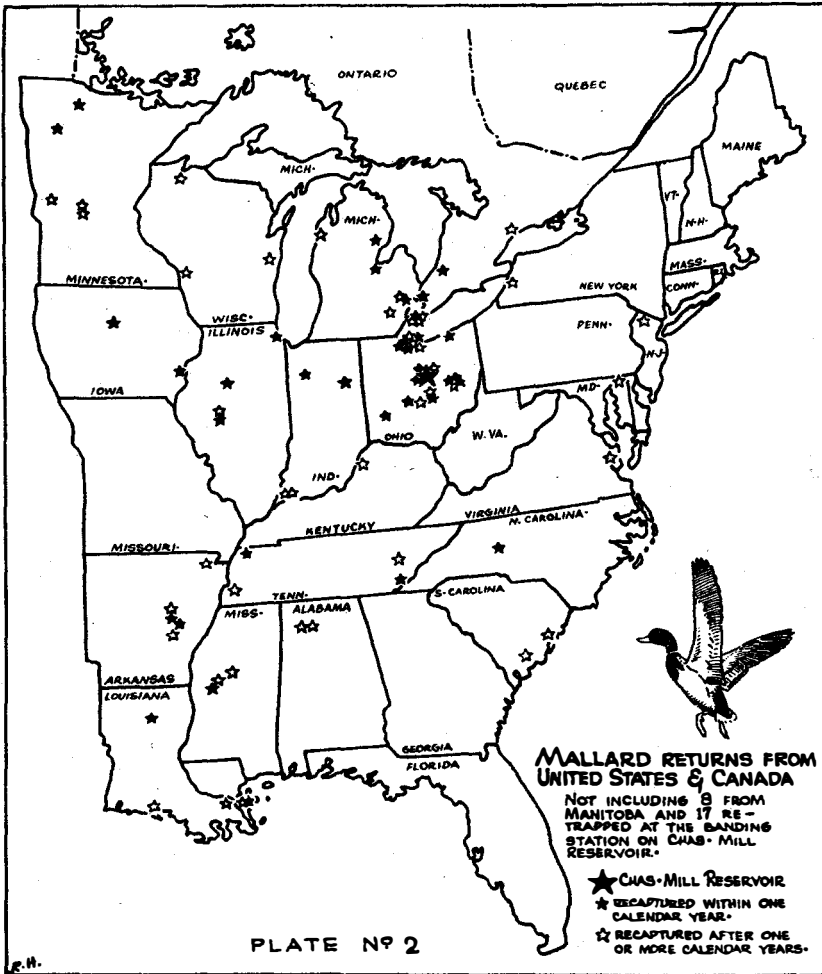 ONTARIO
QUEBEC
MAINE
MICH.
VT.
N.H.
MICH.
MASS.
MINNESOTA.
CONN.
R.I.
NEW YORK
WISC.
ILLINOIS
PENN.
N.J.
IOWA
MD.
OHIO
W. VA.
IND.
VIRGINIA
N. CAROLINA.
KENTUCKY
MISSOURI.
TENN.
S. CAROLINA
MISS.
ALABAMA
ARKANSAS
LOUISIANA
GEORGIA
FLORIDA
MALLARD RETURNS FROM
UNITED STATES & CANADA
NOT INCLUDING 8 FROM
MANITOBA AND 17 RE-
TRAPPED AT THE BANDING
STATION ON CHAS. MILL
RESERVOIR.
CHAS. MILL RESERVOIR
RECAPTURED WITHIN ONE
CALENDAR YEAR.
RECAPTURED AFTER ONE
OR MORE CALENDAR YEARS.
PLATE Nº 2
R.H.